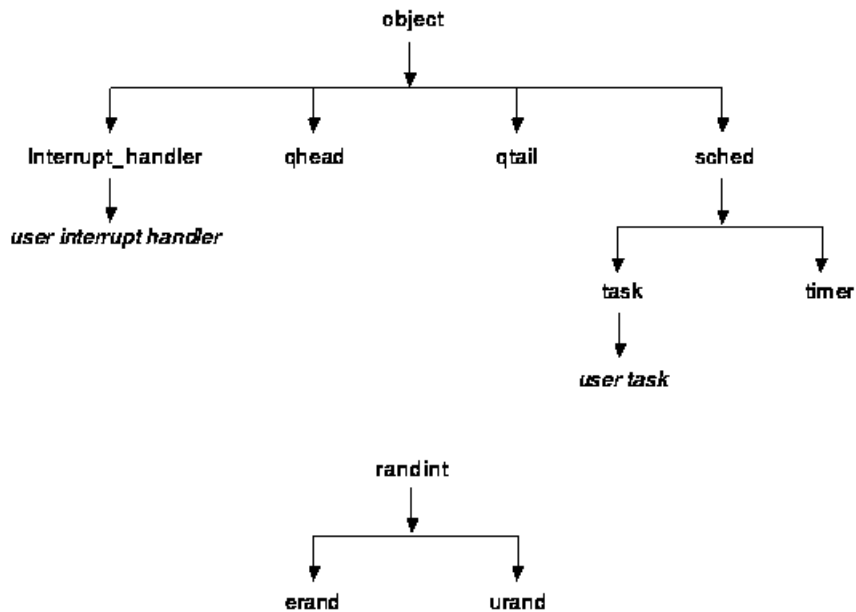 object
Interrupt_handler qhead qtail sched
user interrupt handler
task timer
user task
randint
erand urand